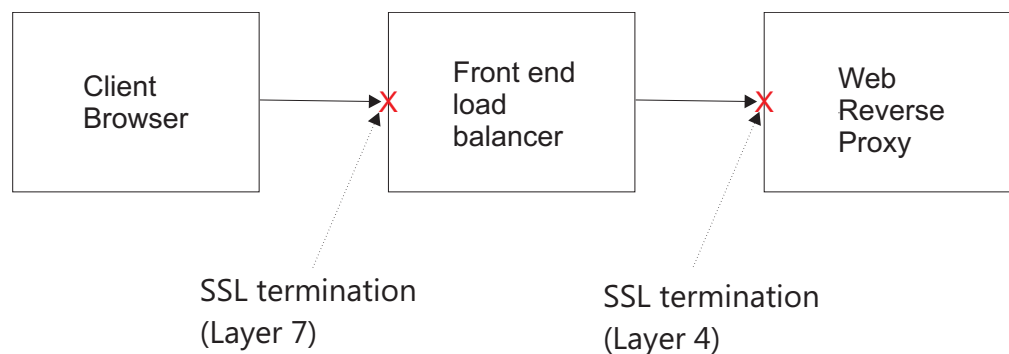 Client
Browser
Front end
load
balancer
Web
Reverse
Proxy
X
X
SSL termination
(Layer 7)
SSL termination
(Layer 4)